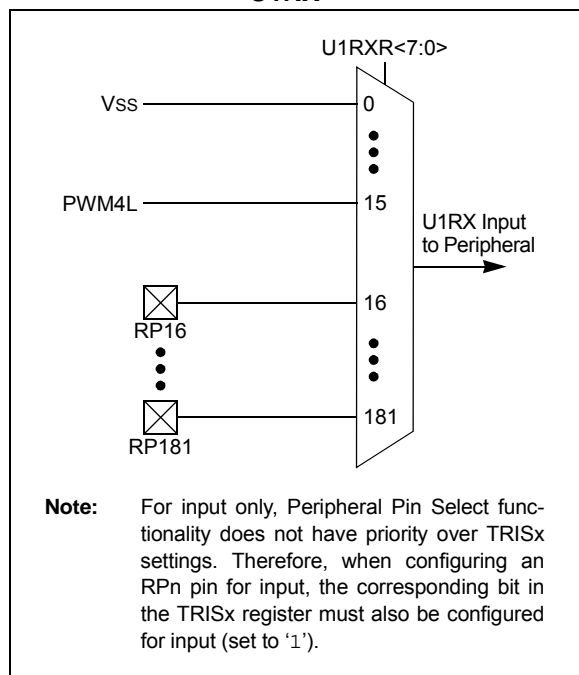 U1RXR<7:0>
VSS
0
PWM4L
15
U1RX Input
to Peripheral
16
RP16
181
RP181
Note: For input only, Peripheral Pin Select func-
tionality does not have priority over TRISx
settings. Therefore, when configuring an
RPn pin for input, the corresponding bit in
the TRISx register must also be configured
for input (set to ‘1’).